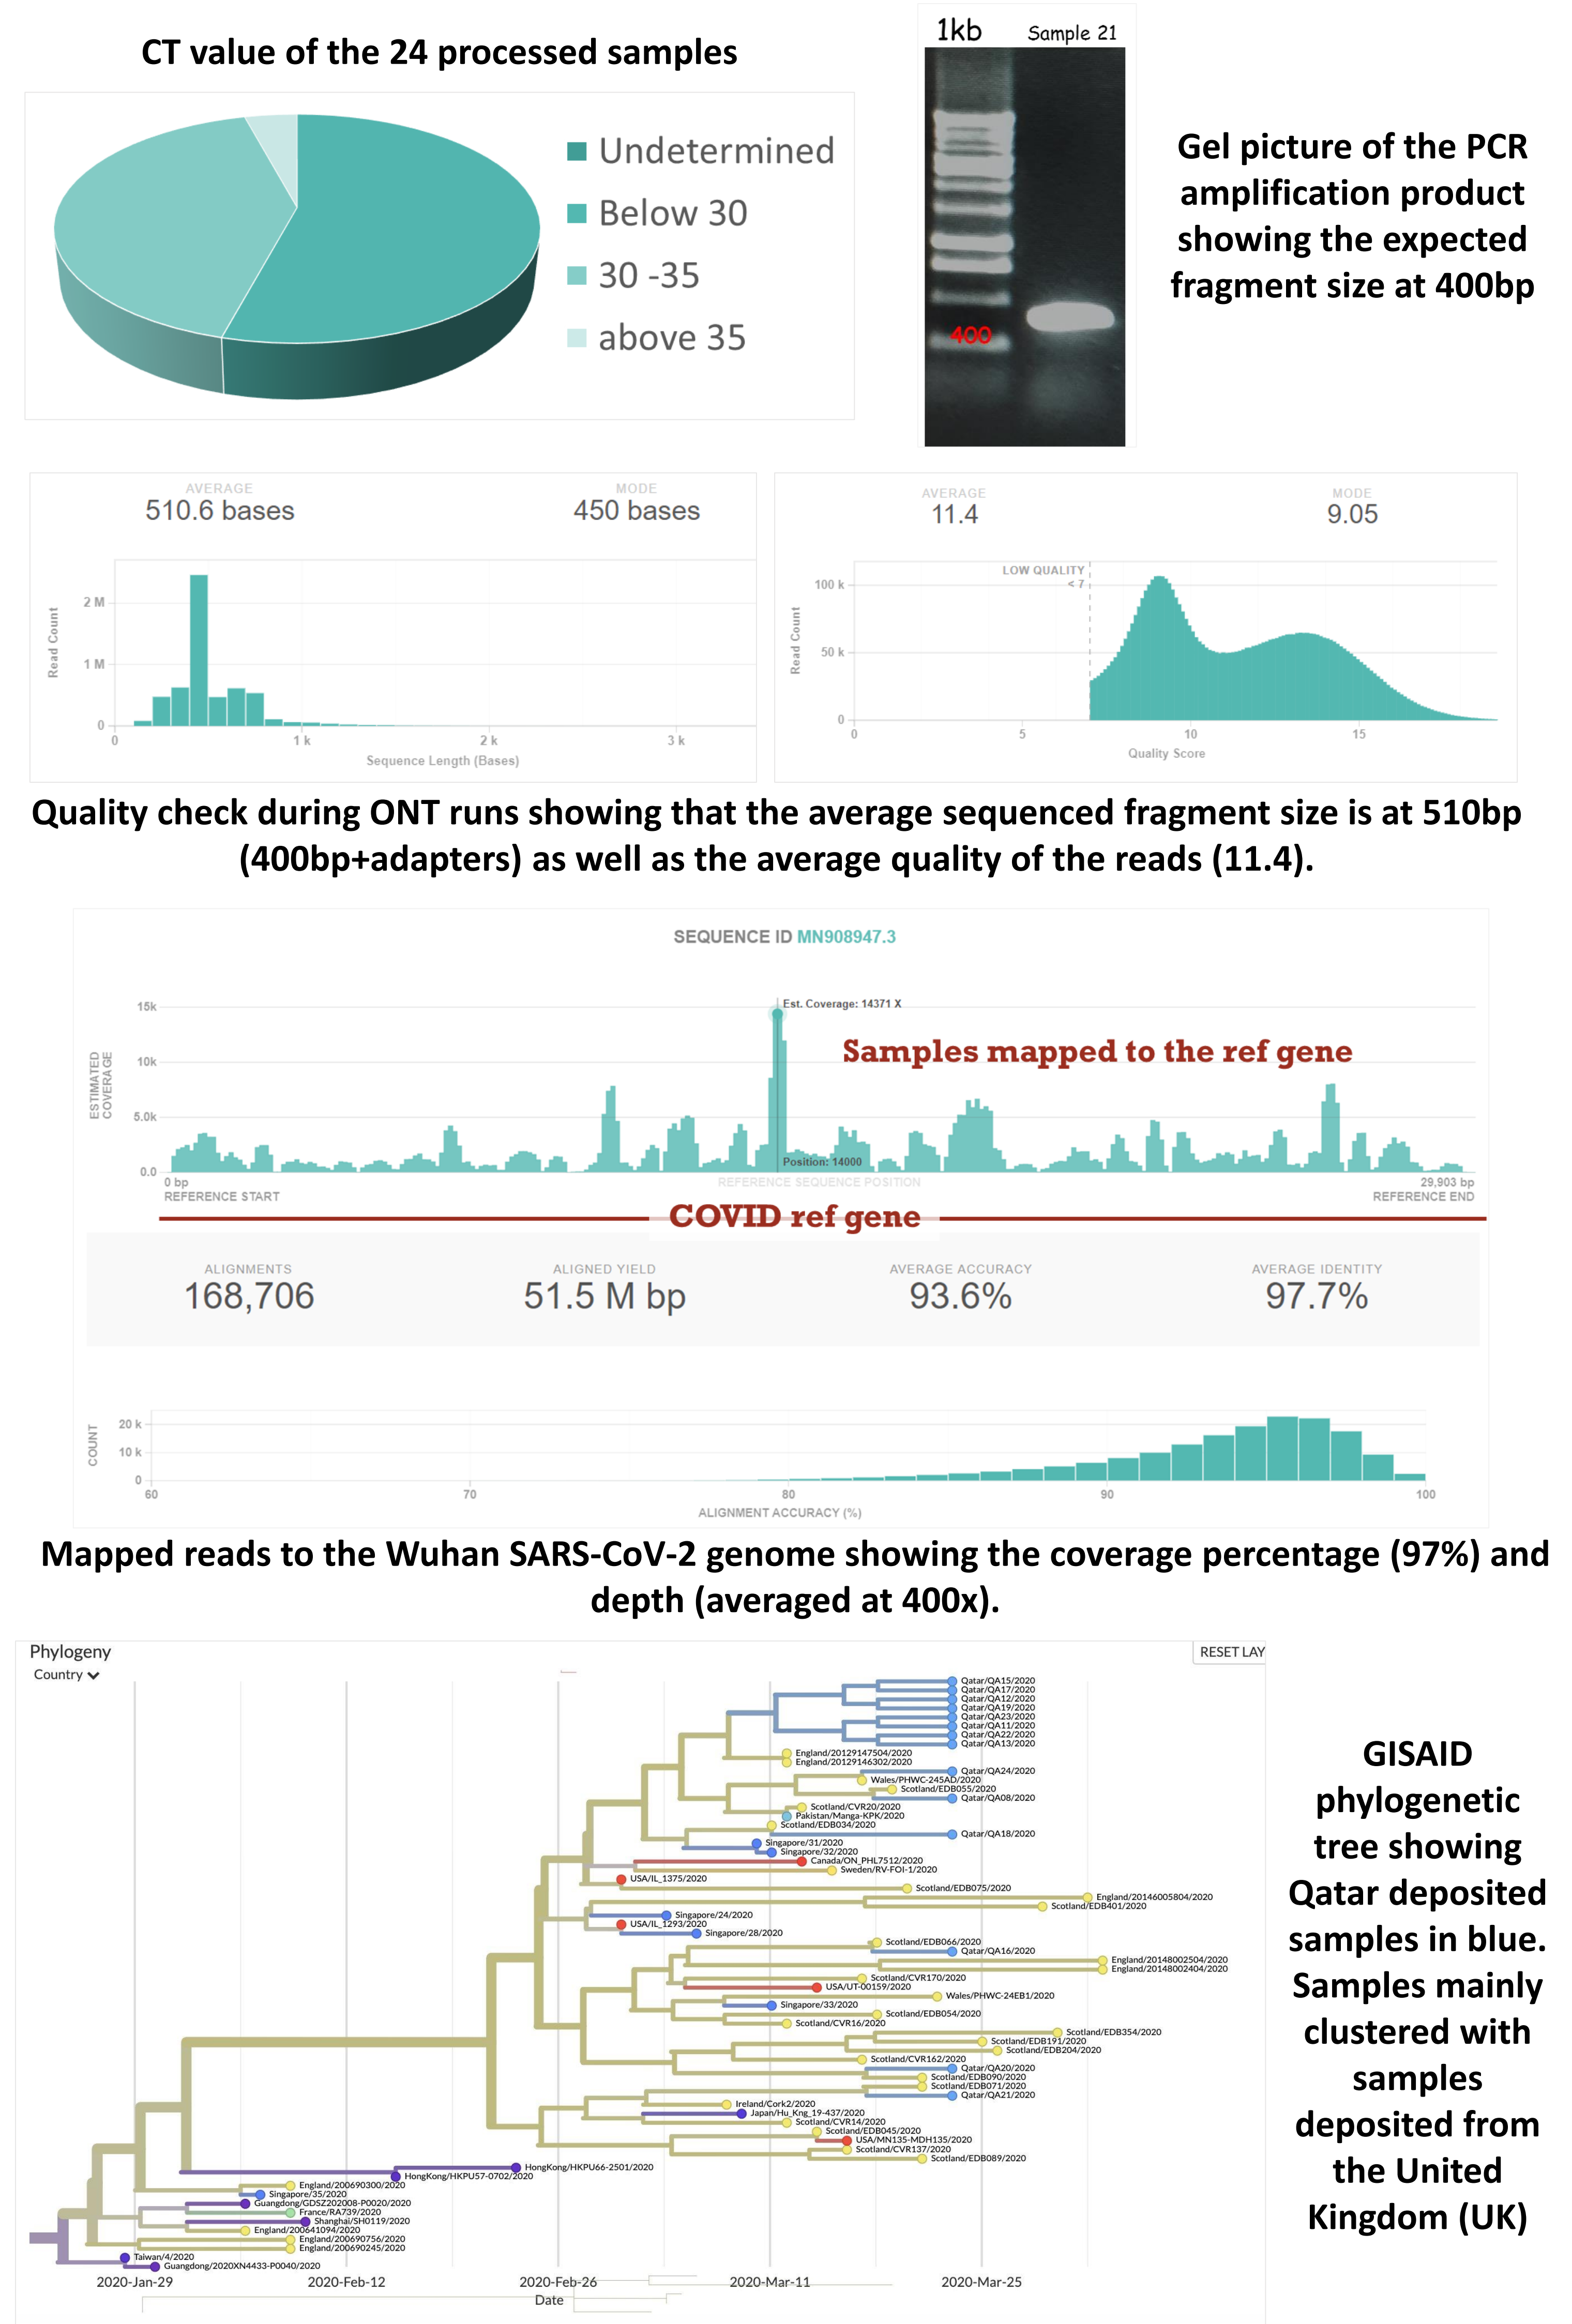 CT value of the 24 processed samples
Undetermined
Below 30
30 -35
above 35
1kb
Sample 21
400
Gel picture of the PCR
amplification product
showing the expected
fragment size at 400bp
AVERAGE
510.6 bases
MODE
450 bases
Read Count
2 M
1 M
0
0
1 k
2 k
3 k
Sequence Length (Bases)
AVERAGE
11.4
MODE
9.05
LOW QUALITY
< 7
Read Count
100 k
50 k
0
0
5
10
15
Quality Score
Quality check during ONT runs showing that the average sequenced fragment size is at 510bp
(400bp+adapters) as well as the average quality of the reads (11.4).
SEQUENCE ID MN908947.3
ESTIMATED
COVERAGE
15k
10k
5.0k
0.0
Est. Coverage: 14371 X
Samples mapped to the ref gene
Position: 14000
0 bp
REFERENCE START
REFERENCE SEQUENCE POSITION
29,903 bp
REFERENCE END
COVID ref gene
ALIGNMENTS
168,706
ALIGNED YIELD
51.5 M bp
AVERAGE ACCURACY
93.6%
AVERAGE IDENTITY
97.7%
COUNT
20 k
10 k
0
60
70
80
90
100
ALIGNMENT ACCURACY (%)
Mapped reads to the Wuhan SARS-CoV-2 genome showing the coverage percentage (97%) and
depth (averaged at 400x).
Phylogeny
Country
RESET LAY
Qatar/QA15/2020
Qatar/QA17/2020
Qatar/QA12/2020
Qatar/QA19/2020
Qatar/QA23/2020
Qatar/QA11/2020
Qatar/QA22/2020
Qatar/QA13/2020
England/20129147504/2020
England/20129146302/2020
Qatar/QA24/2020
Wales/PHWC-245AD/2020
Scotland/EDB055/2020
Qatar/QA08/2020
Scotland/CVR20/2020
Pakistan/Manga-KPK/2020
Scotland/EDB034/2020
Qatar/QA18/2020
Singapore/31/2020
Singapore/32/2020
Canada/ON_PHL7512/2020
Sweden/RV-FOI-1/2020
USA/IL_1375/2020
Scotland/EDB075/2020
England/20146005804/2020
Scotland/EDB401/2020
Singapore/24/2020
USA/IL_1293/2020
Singapore/28/2020
Scotland/EDB066/2020
Qatar/QA16/2020
England/20148002504/2020
England/20148002404/2020
Scotland/CVR170/2020
USA/UT-00159/2020
Wales/PHWC-24EB1/2020
Singapore/33/2020
Scotland/EDB054/2020
Scotland/CVR16/2020
Scotland/EDB354/2020
Scotland/EDB191/2020
Scotland/EDB204/2020
Scotland/CVR162/2020
Qatar/QA20/2020
Scotland/EDB090/2020
Scotland/EDB071/2020
Qatar/QA21/2020
Ireland/Cork2/2020
Japan/Hu_Kng_19-437/2020
Scotland/CVR14/2020
Scotland/EDB045/2020
USA/MN135-MDH135/2020
Scotland/CVR137/2020
Scotland/EDB089/2020
HongKong/HKPU66-2501/2020
HongKong/HKPU57-0702/2020
England/200690300/2020
Singapore/35/2020
Guangdong/GDSZ202008-P0020/2020
France/RA739/2020
Shanghai/SH0119/2020
England/200641094/2020
England/200690756/2020
England/200690245/2020
Taiwan/4/2020
Guangdong/2020XN4433-P0040/2020
2020-Jan-29
2020-Feb-12
2020-Feb-26
2020-Mar-11
2020-Mar-25
Date
GISAID
phylogenetic
tree showing
Qatar deposited
samples in blue.
Samples mainly
clustered with
samples
deposited from
the United
Kingdom (UK)